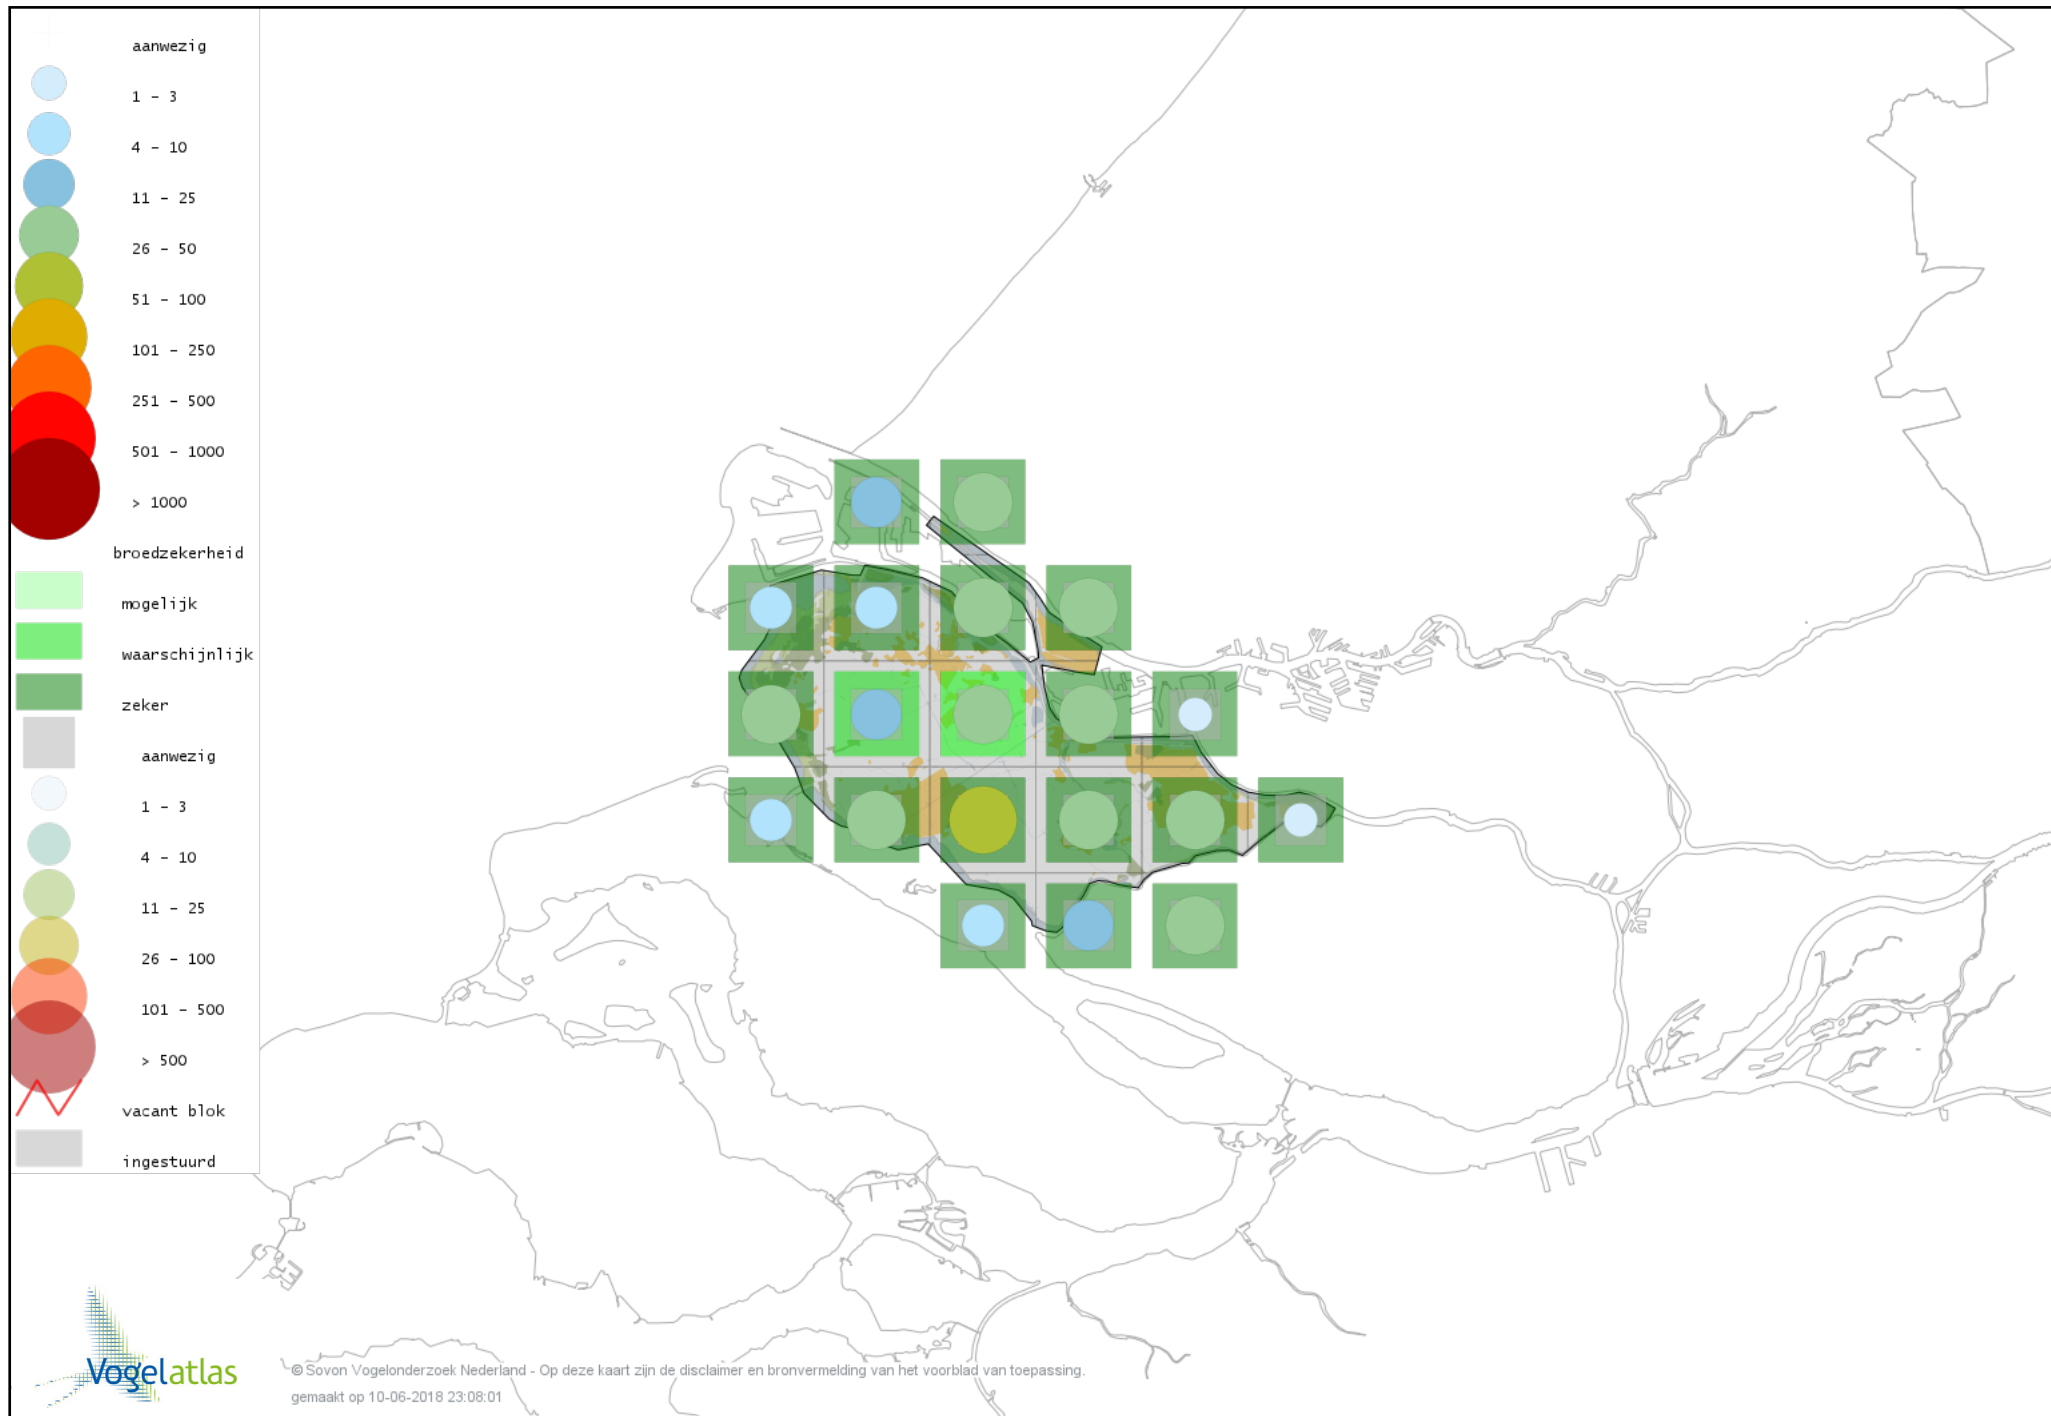 aanwezig
1 - 3
4 - 10
11 - 25
26 - 50
51 - 100
101 - 250
251 - 500
501 - 1000
> 1000
broedzekerheid
mogelijk
waarschijnlijk
zeker
aanwezig
1 - 3
4 - 10
11 - 25
26 - 100
101 - 500
> 500
vacant blok
ingestuurd
Vogelatlas
© Sovon Vogelonderzoek Nederland - Op deze kaart zijn de disclaimer en bronvermelding van het voorblad van toepassing.
gemaakt op 10-06-2018 23:08:01